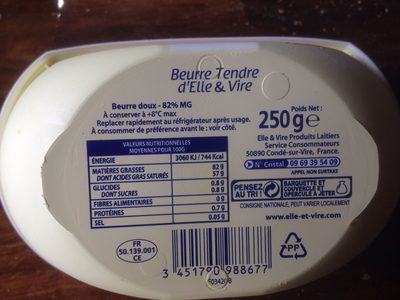 Beurre Tendre
d'Elle & Vire
Beurre doux - 82% MG
À conserver à +8°C max
Replacer rapidement au réfrigérateur après usage.
À consommer de préférence avant le : voir côté.
Poids Net :
250 g e
Elle & Vire Produits Laitiers
Service Consommateurs
50890 Condé-sur-Vire, France.
N° Cristal 09 69 39 54 09
APPEL NON SURTAXÉ
VALEURS NUTRITIONNELLES
MOYENNES POUR 100G
ÉNERGIE 3060 KJ / 744 Kcal
MATIÈRES GRASSES 82 g
DONT ACIDES GRAS SATURÉS 57 g
GLUCIDES 0.8 g
DONT SUCRES 0.8 g
FIBRES ALIMENTAIRES 0 g
PROTÉINES 0.7 g
SEL 0.05 g
PENSEZ
AU TRI !
BARQUETTE ET
COUVERCLE ET
OPERCULE À JETER
CONSIGNE NATIONALE, PEUT VARIER LOCALEMENT
www.elle-et-vire.com
FR
50.139.001
CE
3 451790 988677
PP